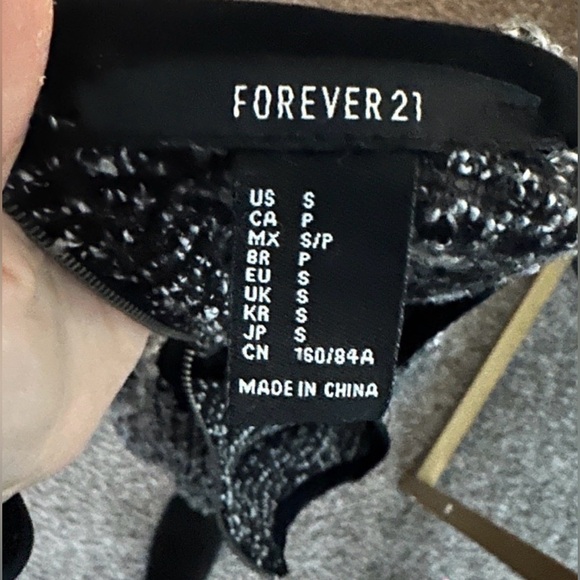 FOREVER 21
US S
CA P
MX S/P
BR P
EU S
UK S
KR S
JP S
CN 160/84A
MADE IN CHINA